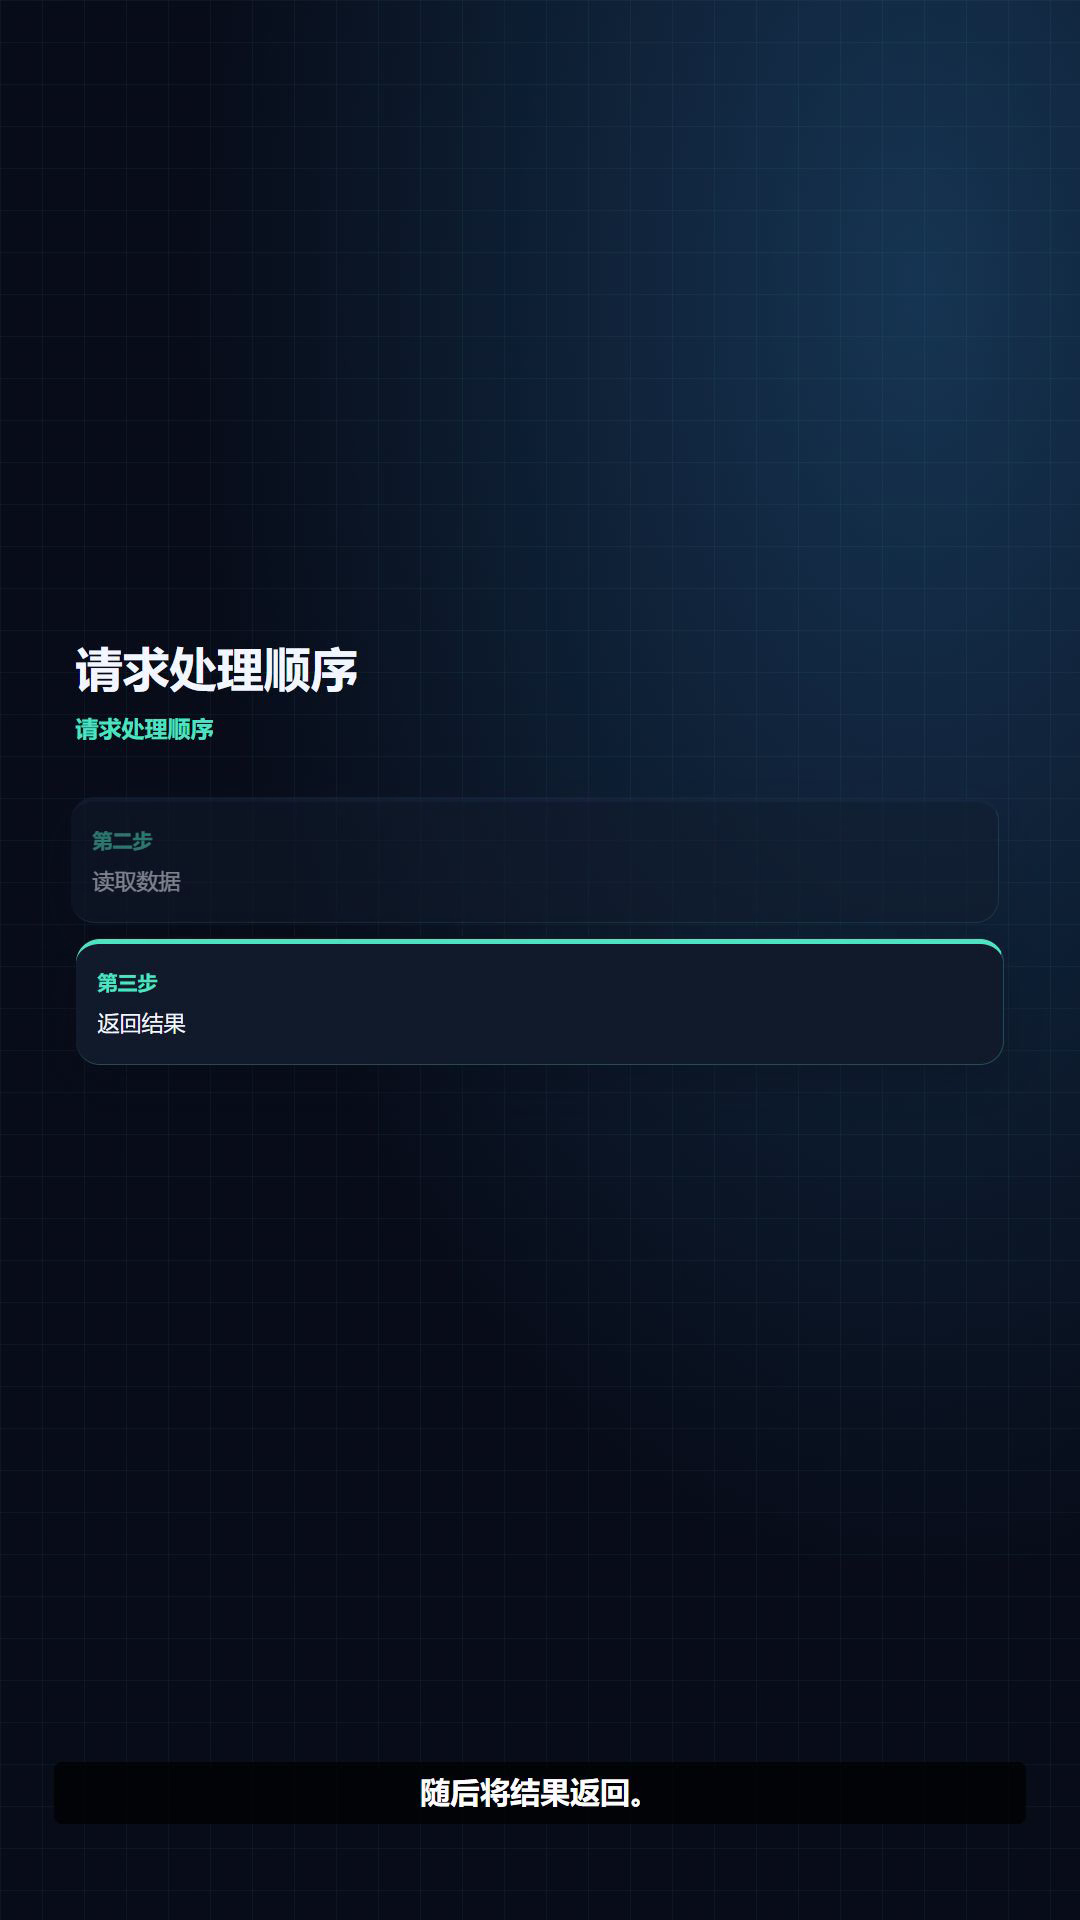 请求处理顺序
请求处理顺序
第二步
读取数据
第三步
返回结果
随后将结果返回。